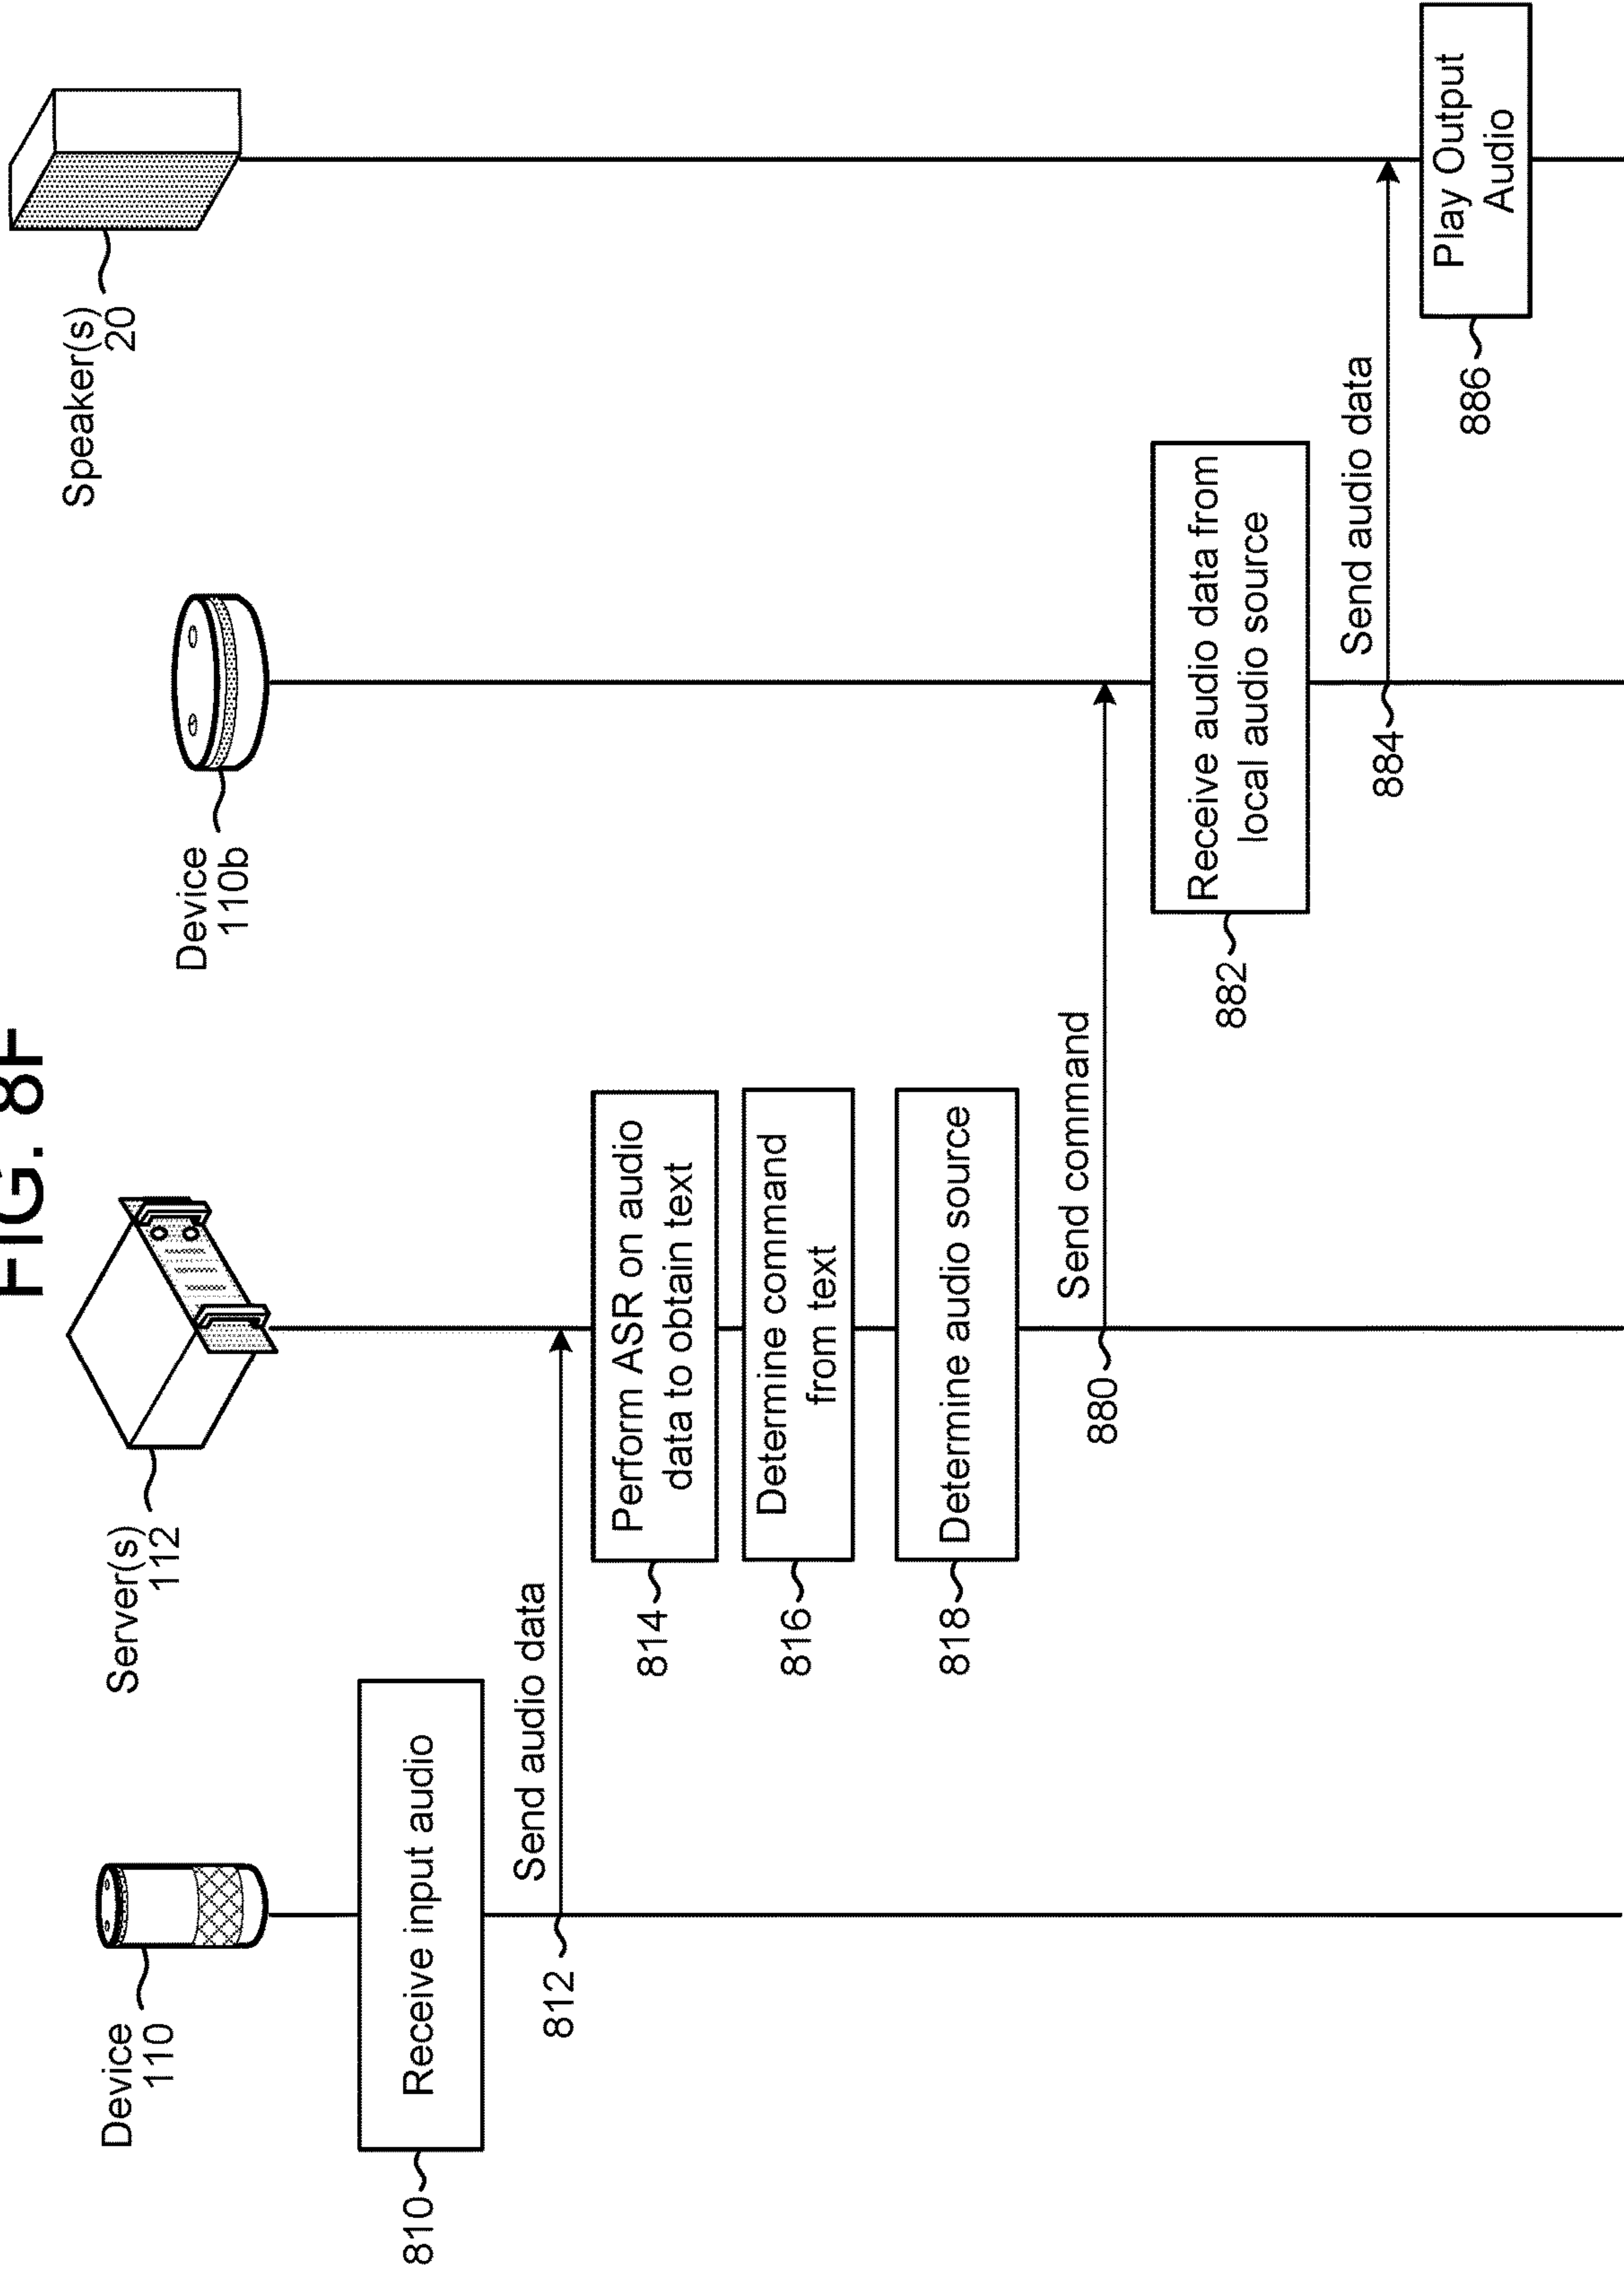 FIG. 8F
Device
110
Server(s)
112
Device
110b
Speaker(s)
20
810
Receive input audio
Send audio data
812
814
Perform ASR on audio
data to obtain text
816
Determine command
from text
818
Determine audio source
Send command
880
882
Receive audio data from
local audio source
Send audio data
884
886
Play Output
Audio